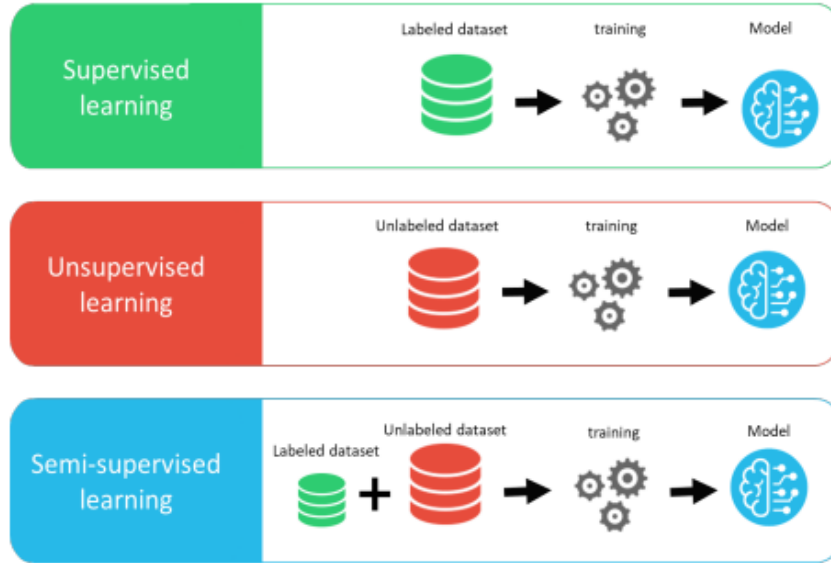 Supervised
learning
Labeled dataset
training
Model
Unsupervised
learning
Unlabeled dataset
training
Model
Semi-supervised
learning
Labeled dataset
Unlabeled dataset
training
Model